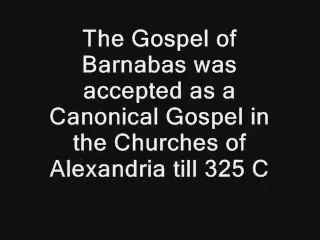 The Gospel of
Barnabas was
accepted as a
Canonical Gospel in
the Churches of
Alexandria till 325 C